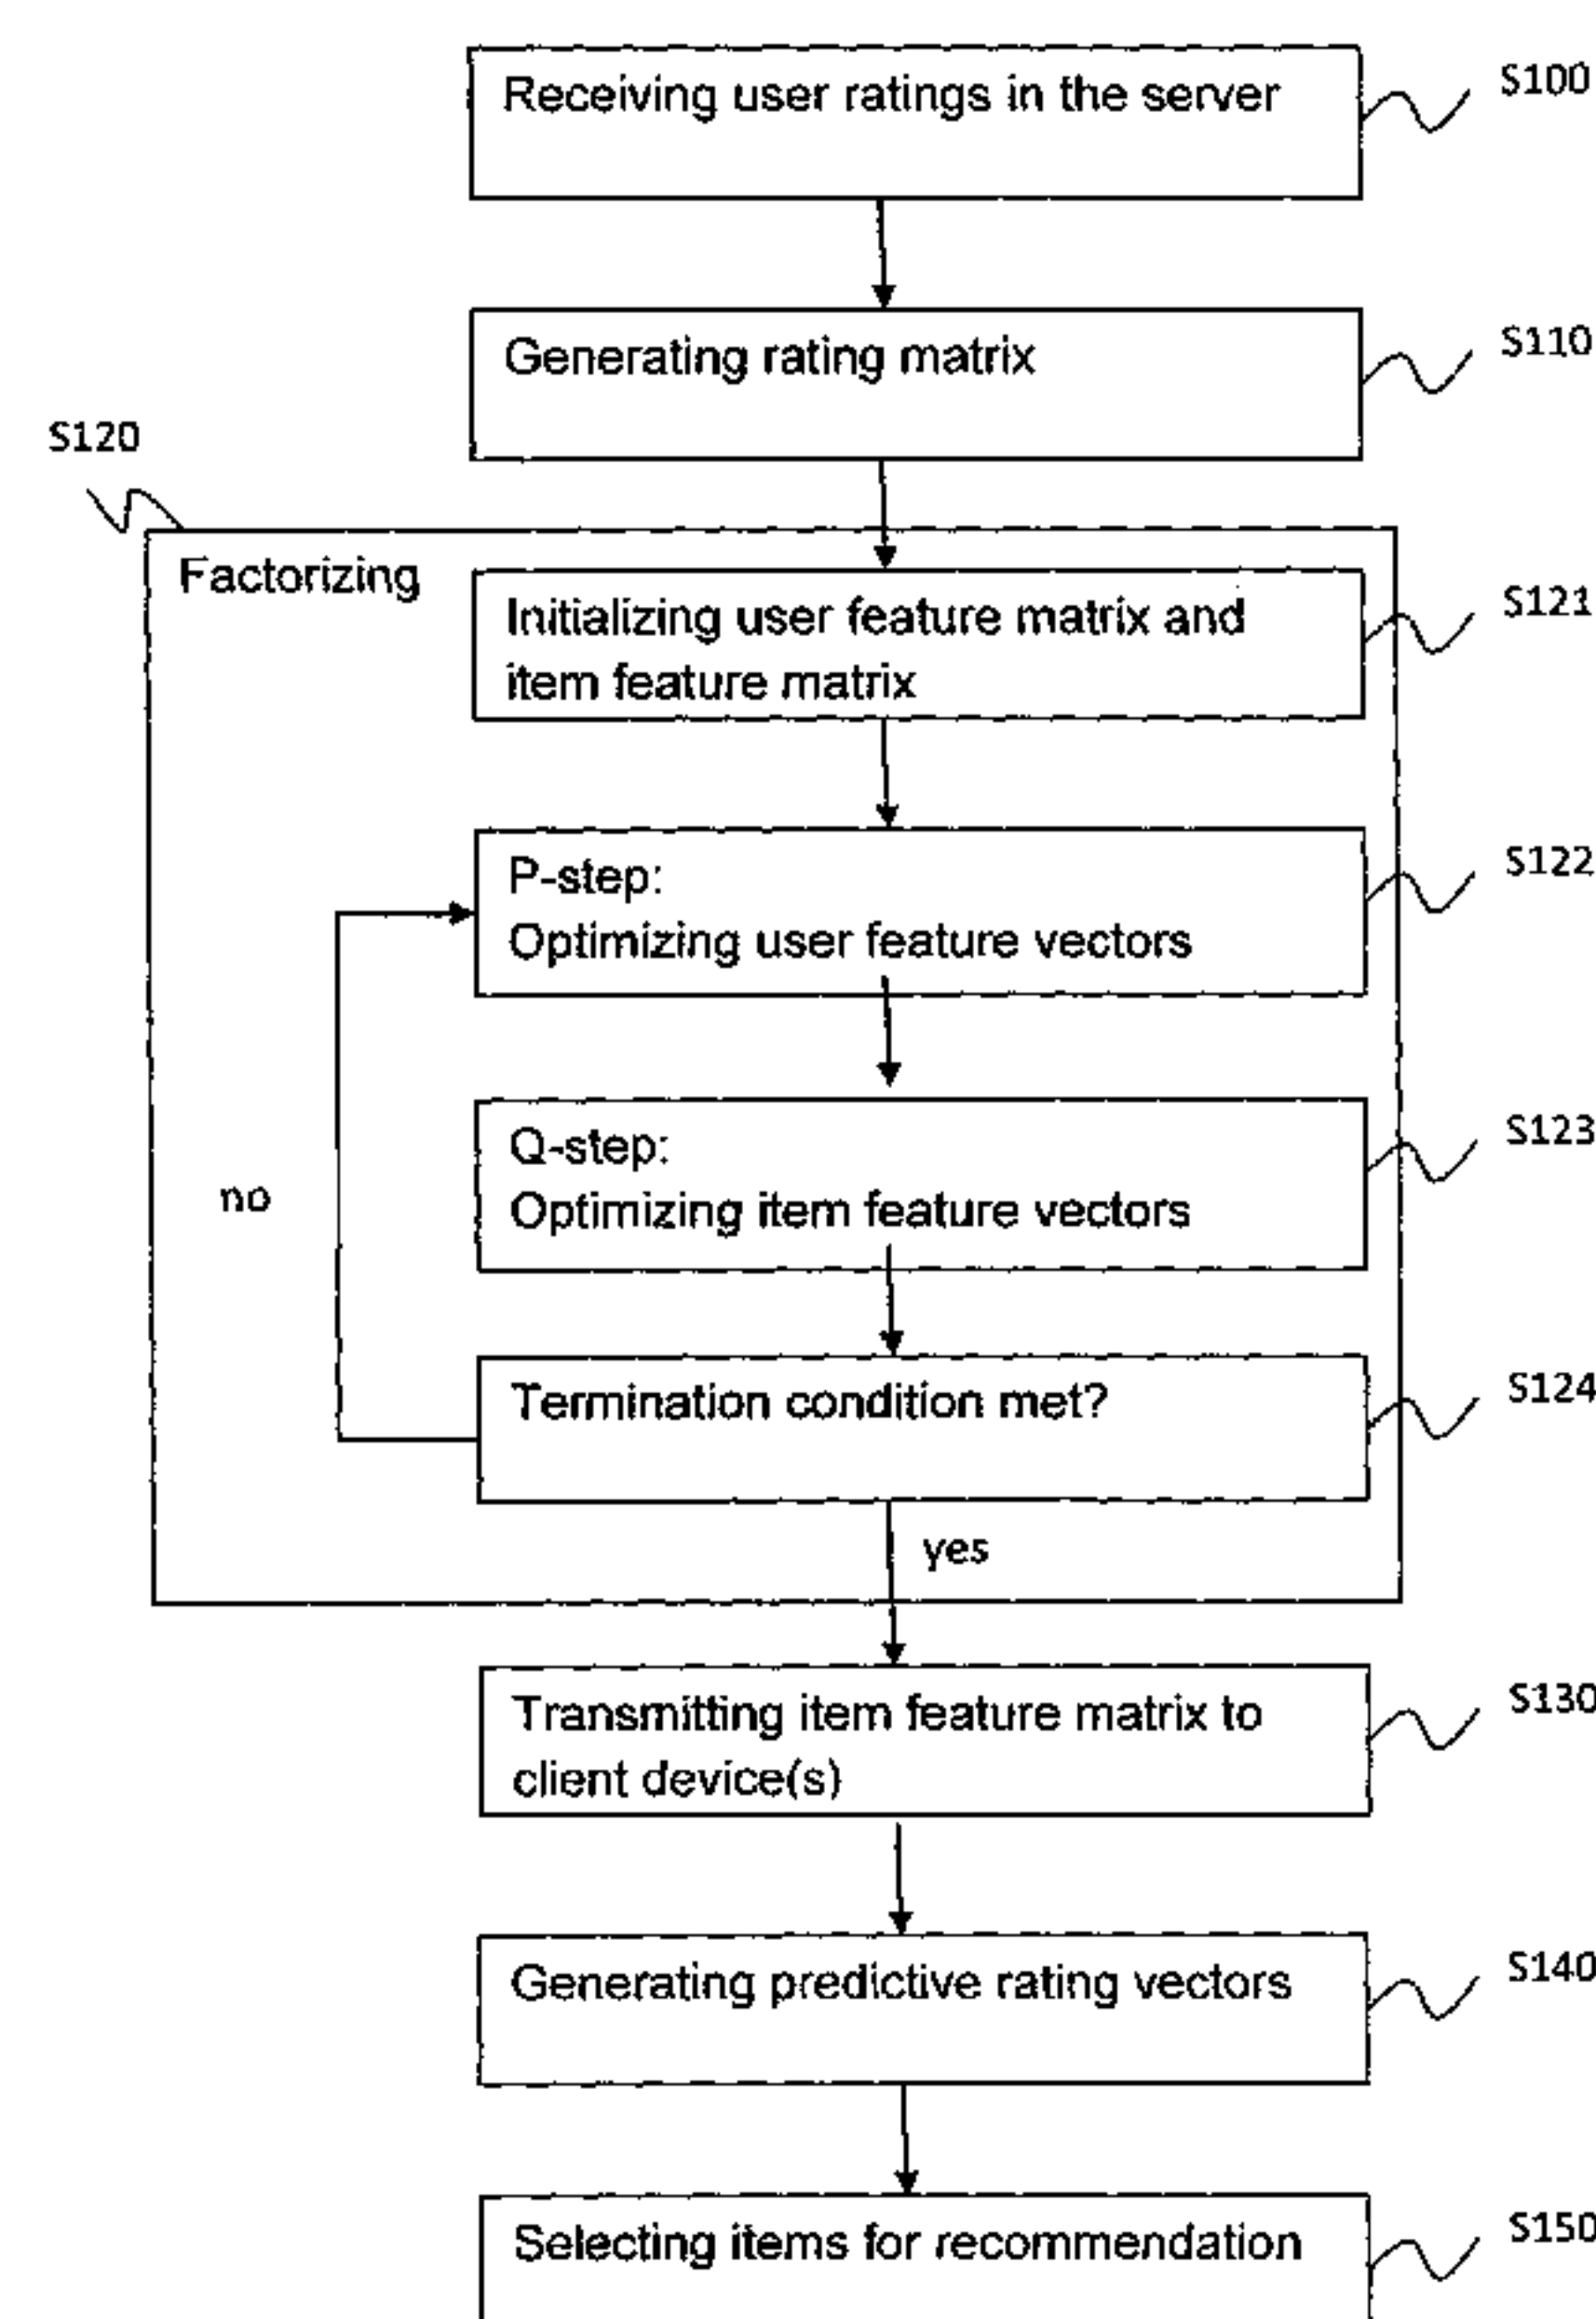 Receiving user ratings in the server
S100
Generating rating matrix
S110
S120
Factorizing
Initializing user feature matrix and
item feature matrix
S121
P-step:
Optimizing user feature vectors
S122
Q-step:
Optimizing item feature vectors
S123
no
Termination condition met?
S124
yes
Transmitting item feature matrix to
client device(s)
S130
Generating predictive rating vectors
S140
Selecting items for recommendation
S150